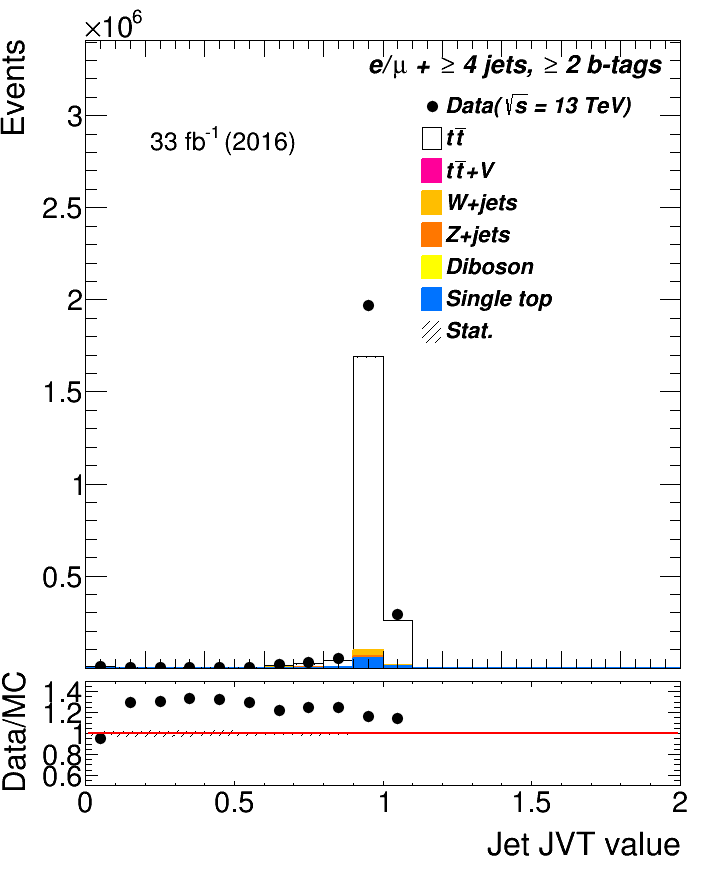 ×10⁶
Events
e/μ + ≥ 4 jets, ≥ 2 b-tags
Data(√s = 13 TeV)
33 fb⁻¹ (2016)
tt̅
tt̅+V
W+jets
Z+jets
Diboson
Single top
Stat.
3
2.5
2
1.5
1
0.5
Data/MC
1.4
1.2
1
0.8
0.6
0 0.5 1 1.5 2
Jet JVT value